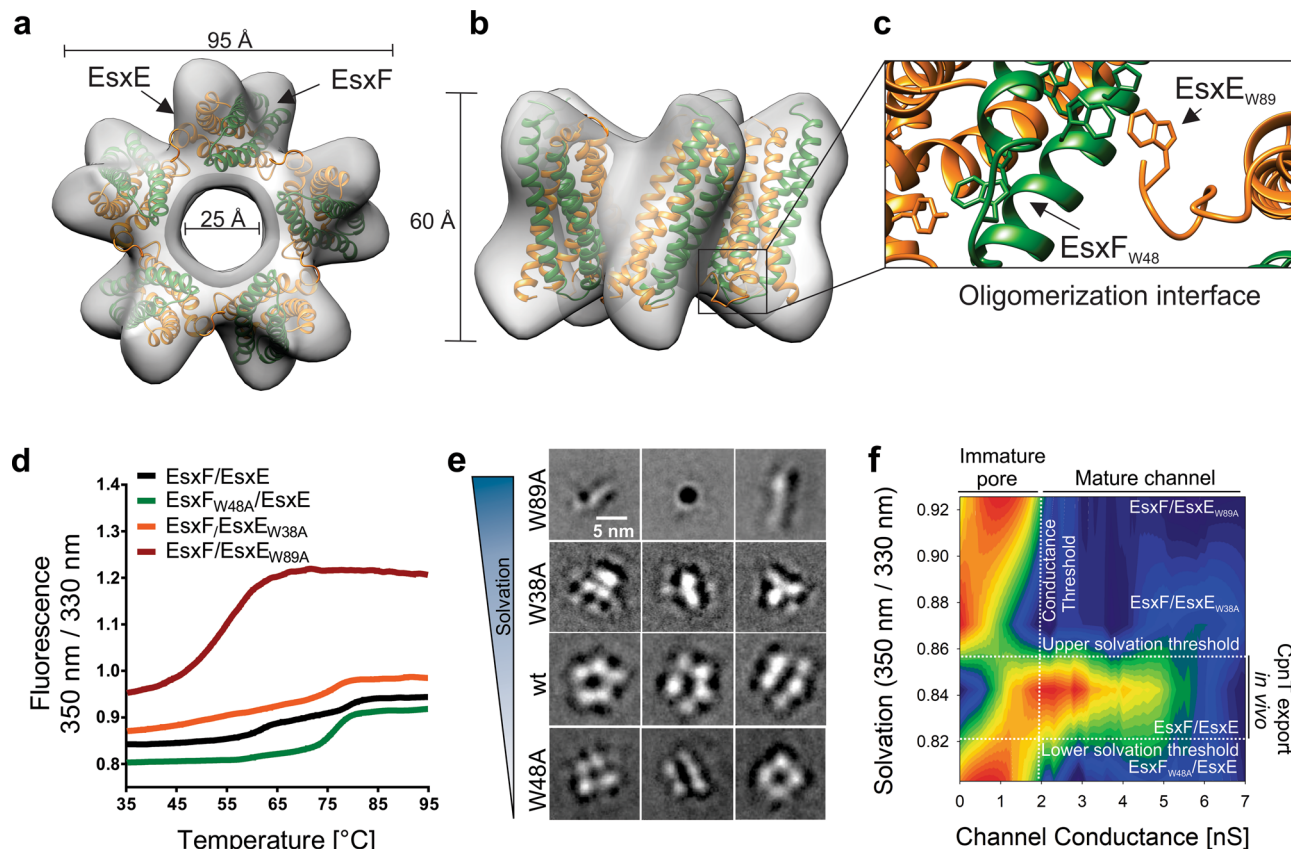 a
95 Å
EsxE
EsxF
25 Å
b
60 Å
c
EsxE W89
EsxF W48
Oligomerization interface
d
Fluorescence
350 nm / 330 nm
1.4
1.3
1.2
1.1
1.0
0.9
0.8
EsxF/EsxE
EsxF W48A/EsxE
EsxF/EsxE W38A
EsxF/EsxE W89A
35 45 55 65 75 85 95
Temperature [°C]
e
Solvation
W89A
5 nm
W38A
wt
W48A
f
Immature
pore
Mature channel
Solvation (350 nm / 330 nm)
0.92
0.90
0.88
0.86
0.84
0.82
EsxF/EsxE W89A
Conductance
Threshold
EsxF/EsxE W38A
Upper solvation threshold
EsxF/EsxE
Lower solvation threshold
EsxF W48A/EsxE
CpnT export
in vivo
0 1 2 3 4 5 6 7
Channel Conductance [nS]